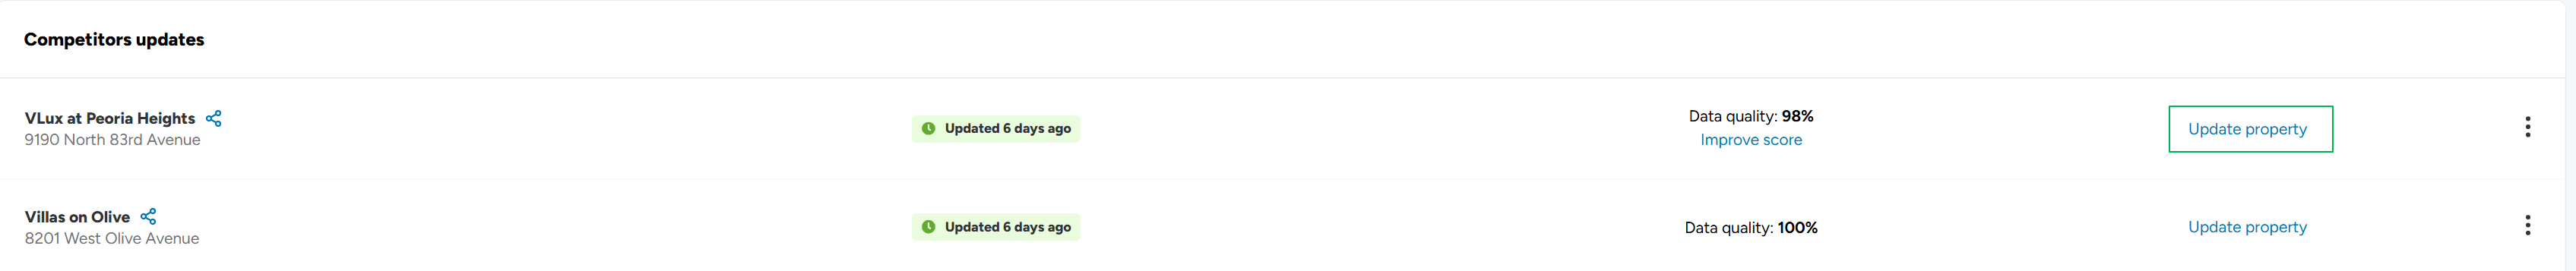 Competitors updates
VLux at Peoria Heights
9190 North 83rd Avenue
Updated 6 days ago
Data quality: 98%
Improve score
Update property
Villas on Olive
8201 West Olive Avenue
Updated 6 days ago
Data quality: 100%
Update property